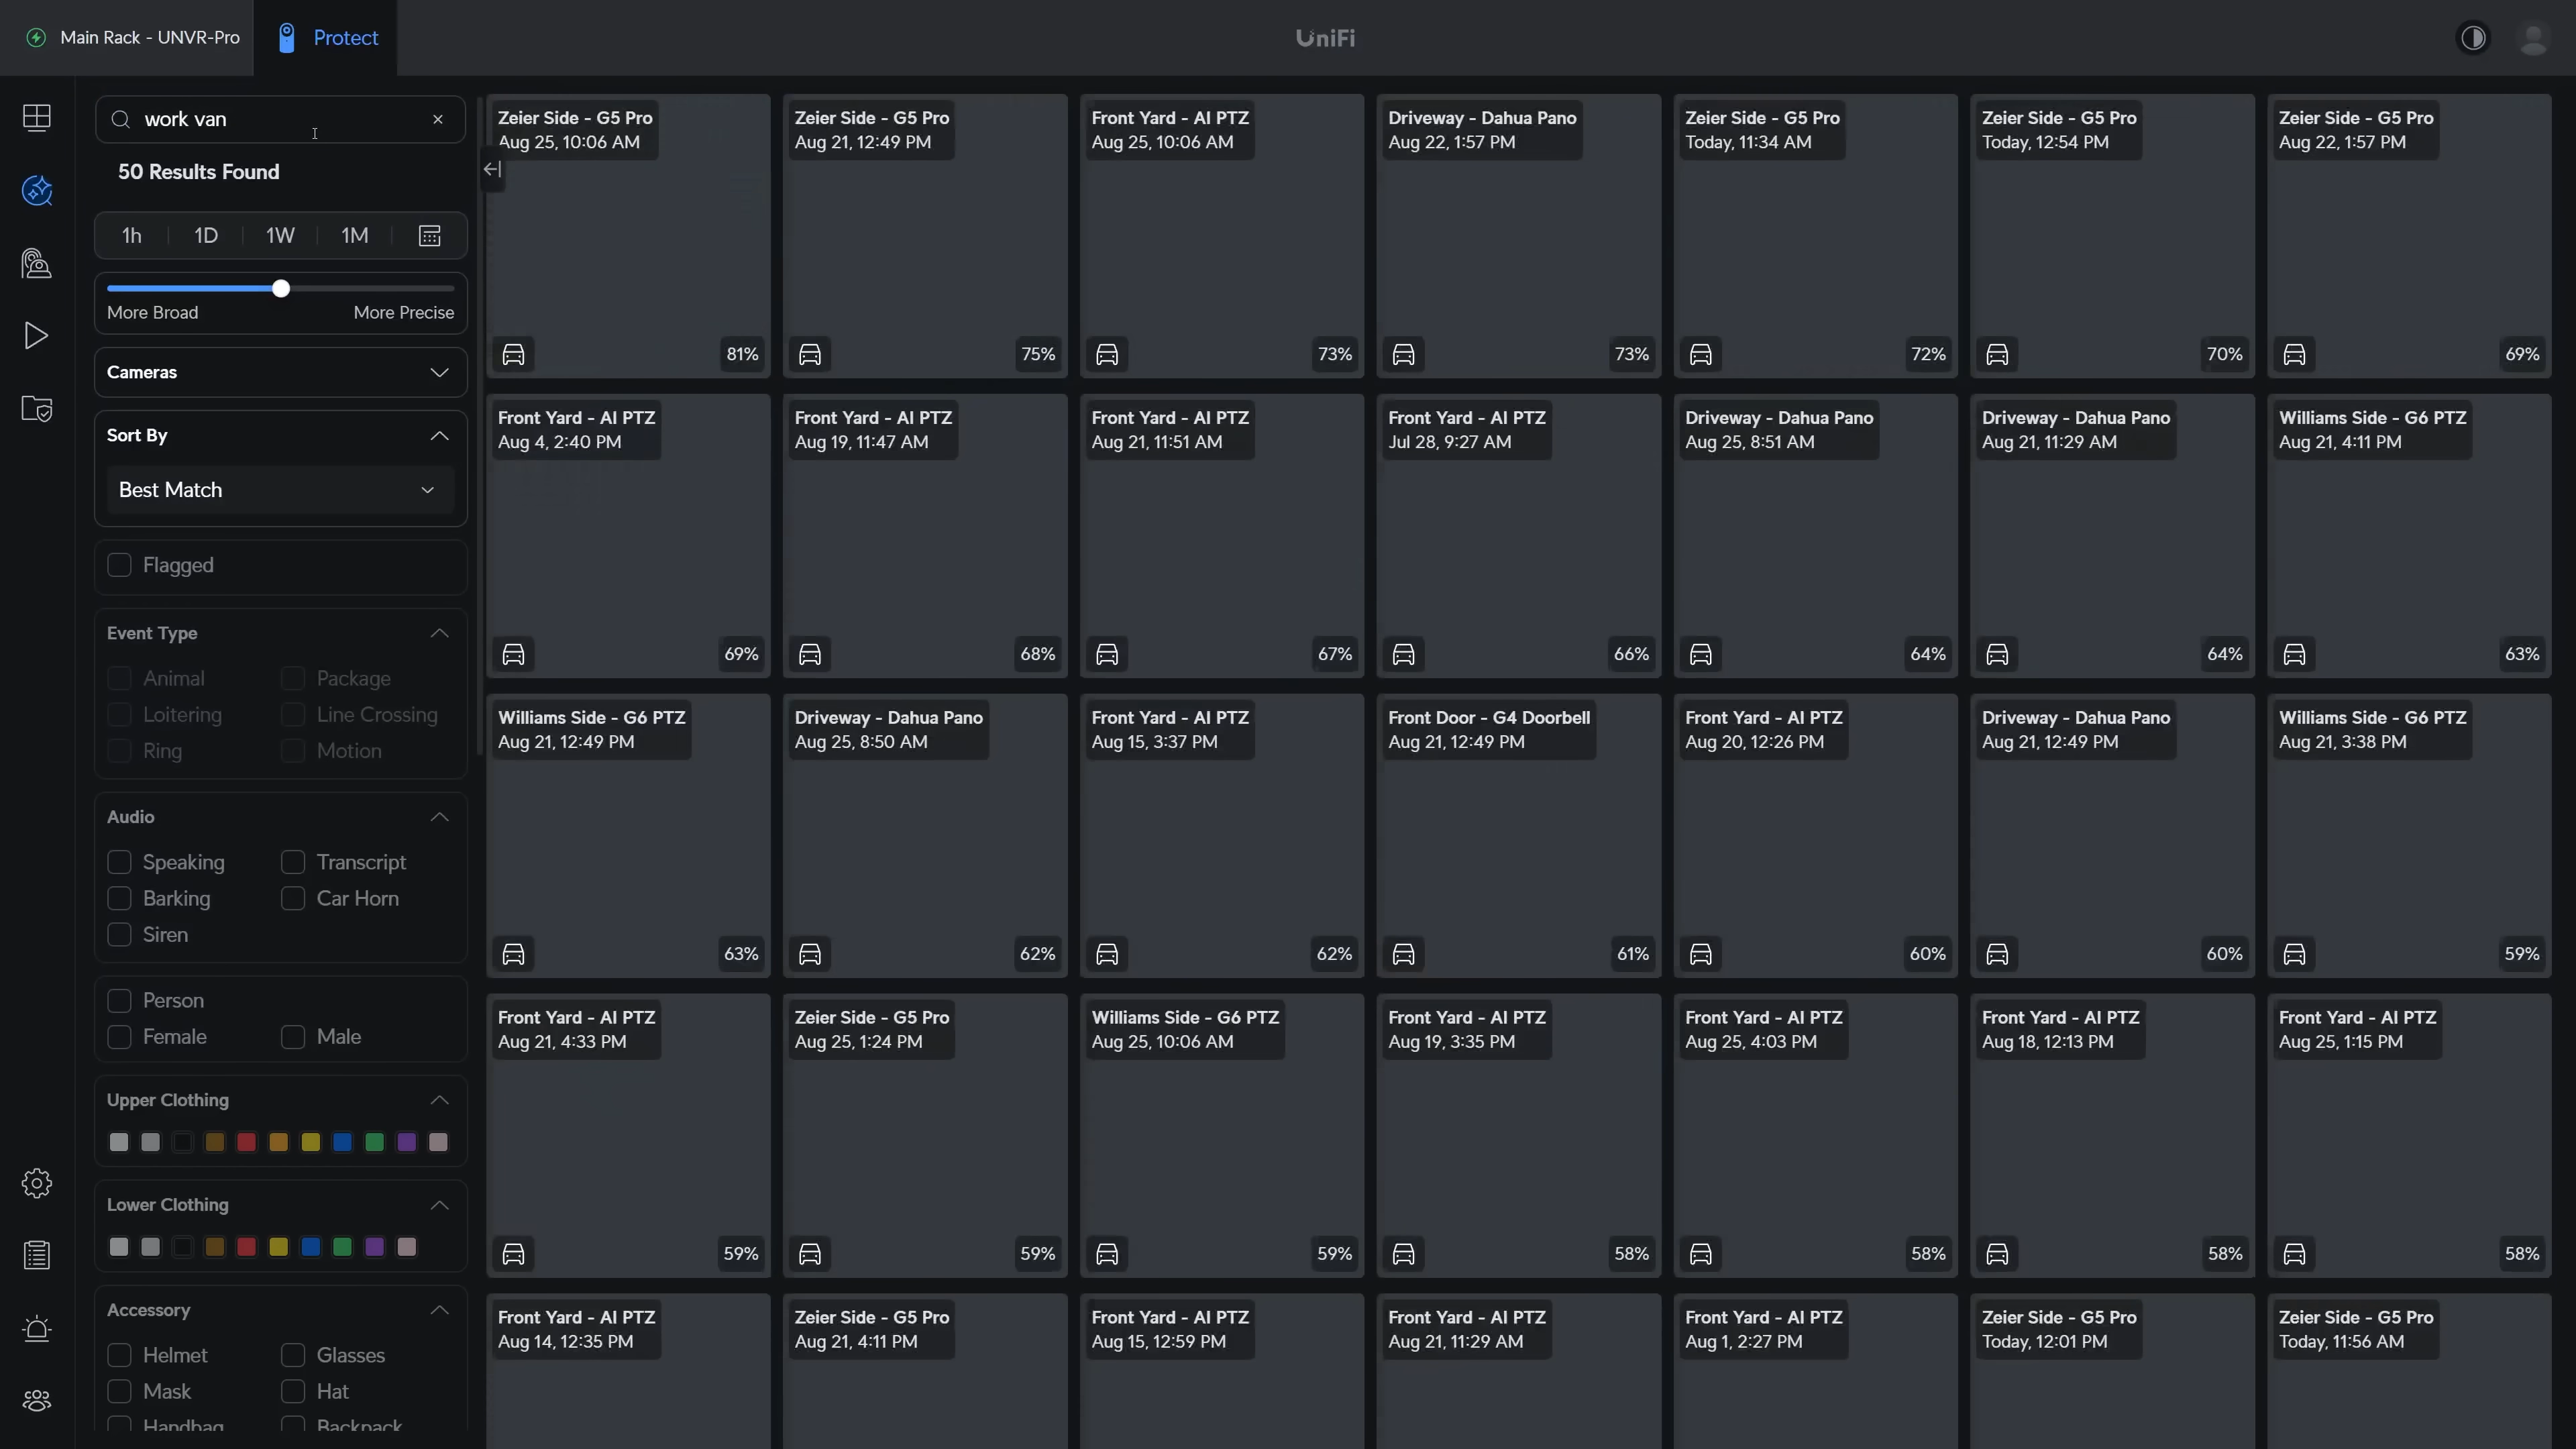 Main Rack - UNVR-Pro
Protect
UniFi
work van
50 Results Found
1h 1D 1W 1M
More Broad More Precise
Cameras
Sort By
Best Match
Flagged
Event Type
Animal Package
Loitering Line Crossing
Ring Motion
Audio
Speaking Transcript
Barking Car Horn
Siren
Person
Female Male
Upper Clothing
Lower Clothing
Accessory
Helmet Glasses
Mask Hat
Handbag Backpack
Zeier Side - G5 Pro
Aug 25, 10:06 AM
81%
Zeier Side - G5 Pro
Aug 21, 12:49 PM
75%
Front Yard - AI PTZ
Aug 25, 10:06 AM
73%
Driveway - Dahua Pano
Aug 22, 1:57 PM
73%
Zeier Side - G5 Pro
Today, 11:34 AM
72%
Zeier Side - G5 Pro
Today, 12:54 PM
70%
Zeier Side - G5 Pro
Aug 22, 1:57 PM
69%
Front Yard - AI PTZ
Aug 4, 2:40 PM
69%
Front Yard - AI PTZ
Aug 19, 11:47 AM
68%
Front Yard - AI PTZ
Aug 21, 11:51 AM
67%
Front Yard - AI PTZ
Jul 28, 9:27 AM
66%
Driveway - Dahua Pano
Aug 25, 8:51 AM
64%
Driveway - Dahua Pano
Aug 21, 11:29 AM
64%
Williams Side - G6 PTZ
Aug 21, 4:11 PM
63%
Williams Side - G6 PTZ
Aug 21, 12:49 PM
63%
Driveway - Dahua Pano
Aug 25, 8:50 AM
62%
Front Yard - AI PTZ
Aug 15, 3:37 PM
62%
Front Door - G4 Doorbell
Aug 21, 12:49 PM
61%
Front Yard - AI PTZ
Aug 20, 12:26 PM
60%
Driveway - Dahua Pano
Aug 21, 12:49 PM
60%
Williams Side - G6 PTZ
Aug 21, 3:38 PM
59%
Front Yard - AI PTZ
Aug 21, 4:33 PM
59%
Zeier Side - G5 Pro
Aug 25, 1:24 PM
59%
Williams Side - G6 PTZ
Aug 25, 10:06 AM
59%
Front Yard - AI PTZ
Aug 19, 3:35 PM
58%
Front Yard - AI PTZ
Aug 25, 4:03 PM
58%
Front Yard - AI PTZ
Aug 18, 12:13 PM
58%
Front Yard - AI PTZ
Aug 25, 1:15 PM
58%
Front Yard - AI PTZ
Aug 14, 12:35 PM
Zeier Side - G5 Pro
Aug 21, 4:11 PM
Front Yard - AI PTZ
Aug 15, 12:59 PM
Front Yard - AI PTZ
Aug 21, 11:29 AM
Front Yard - AI PTZ
Aug 1, 2:27 PM
Zeier Side - G5 Pro
Today, 12:01 PM
Zeier Side - G5 Pro
Today, 11:56 AM